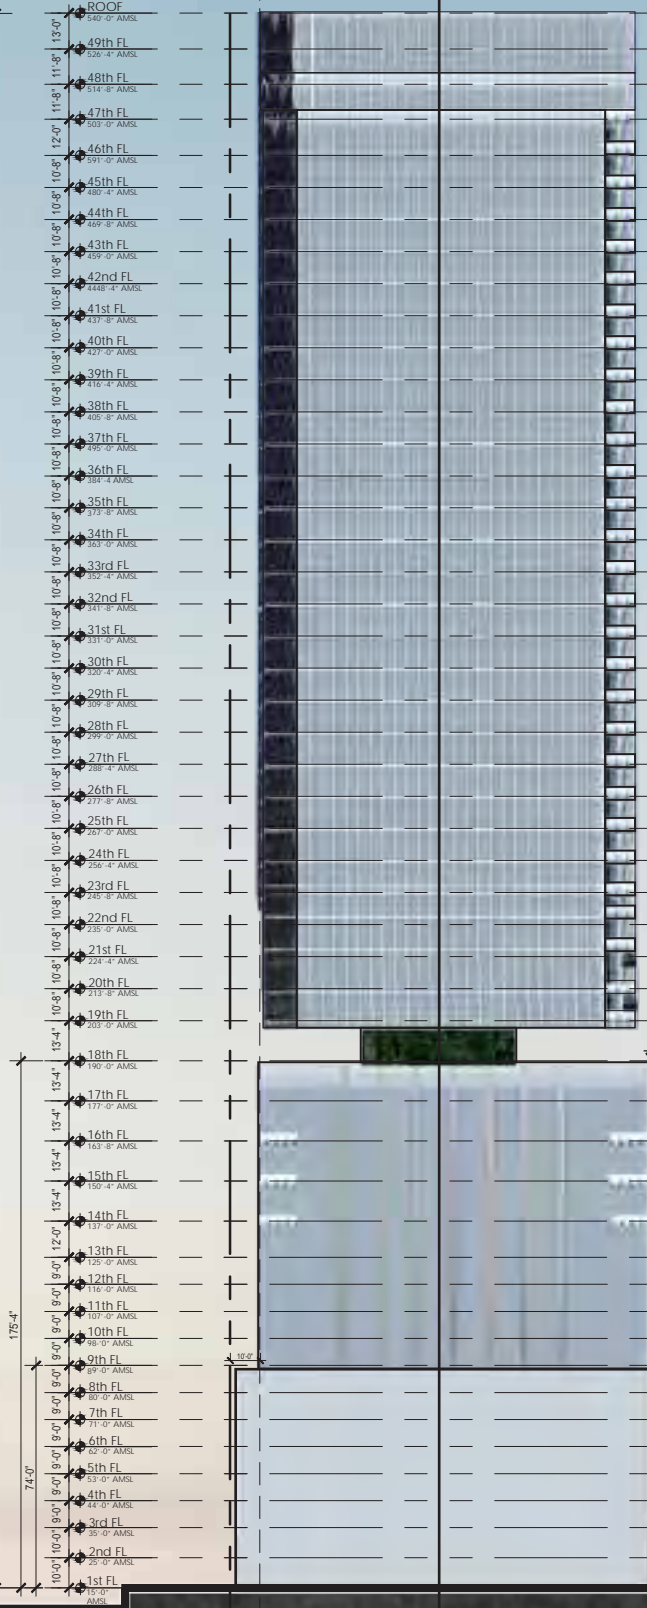 ROOF
540'-0" AMSL
13'-0"
49th FL
526'-4" AMSL
11'-8"
48th FL
514'-8" AMSL
11'-8"
47th FL
503'-0" AMSL
12'-0"
46th FL
591'-0" AMSL
10'-8"
45th FL
480'-4" AMSL
10'-8"
44th FL
469'-8" AMSL
10'-8"
43th FL
459'-0" AMSL
10'-8"
42nd FL
4448'-4" AMSL
10'-8"
41st FL
437'-8" AMSL
10'-8"
40th FL
427'-0" AMSL
10'-8"
39th FL
416'-4" AMSL
10'-8"
38th FL
405'-8" AMSL
10'-8"
37th FL
495'-0" AMSL
10'-8"
36th FL
384'-4 AMSL
10'-8"
35th FL
373'-8" AMSL
10'-8"
34th FL
363'-0" AMSL
10'-8"
33rd FL
352'-4" AMSL
10'-8"
32nd FL
341'-8" AMSL
10'-8"
31st FL
331'-0" AMSL
10'-8"
30th FL
320'-4" AMSL
10'-8"
29th FL
309'-8" AMSL
10'-8"
28th FL
299'-0" AMSL
10'-8"
27th FL
288'-4" AMSL
10'-8"
26th FL
277'-8" AMSL
10'-8"
25th FL
267'-0" AMSL
10'-8"
24th FL
256'-4" AMSL
10'-8"
23rd FL
245'-8" AMSL
10'-8"
22nd FL
235'-0" AMSL
10'-8"
21st FL
224'-4" AMSL
10'-8"
20th FL
213'-8" AMSL
10'-8"
19th FL
203'-0" AMSL
13'-4"
18th FL
190'-0" AMSL
13'-4"
17th FL
177'-0" AMSL
13'-4"
16th FL
163'-8" AMSL
13'-4"
15th FL
150'-4" AMSL
13'-4"
14th FL
137'-0" AMSL
12'-0"
13th FL
125'-0" AMSL
9'-0"
12th FL
116'-0" AMSL
9'-0"
11th FL
107'-0" AMSL
9'-0"
10th FL
98'-'0" AMSL
9'-0"
175'-4"
10'-0"
9th FL
89'-0" AMSL
9'-0"
8th FL
80'-0" AMSL
9'-0"
7th FL
71'-0" AMSL
9'-0"
6th FL
62'-0" AMSL
9'-0"
74'-0"
5th FL
53'-0" AMSL
9'-0"
4th FL
44'-0" AMSL
9'-0"
3rd FL
35'-0" AMSL
10'-0"
2nd FL
25'-0" AMSL
10'-0"
1st FL
15'-0"
AMSL